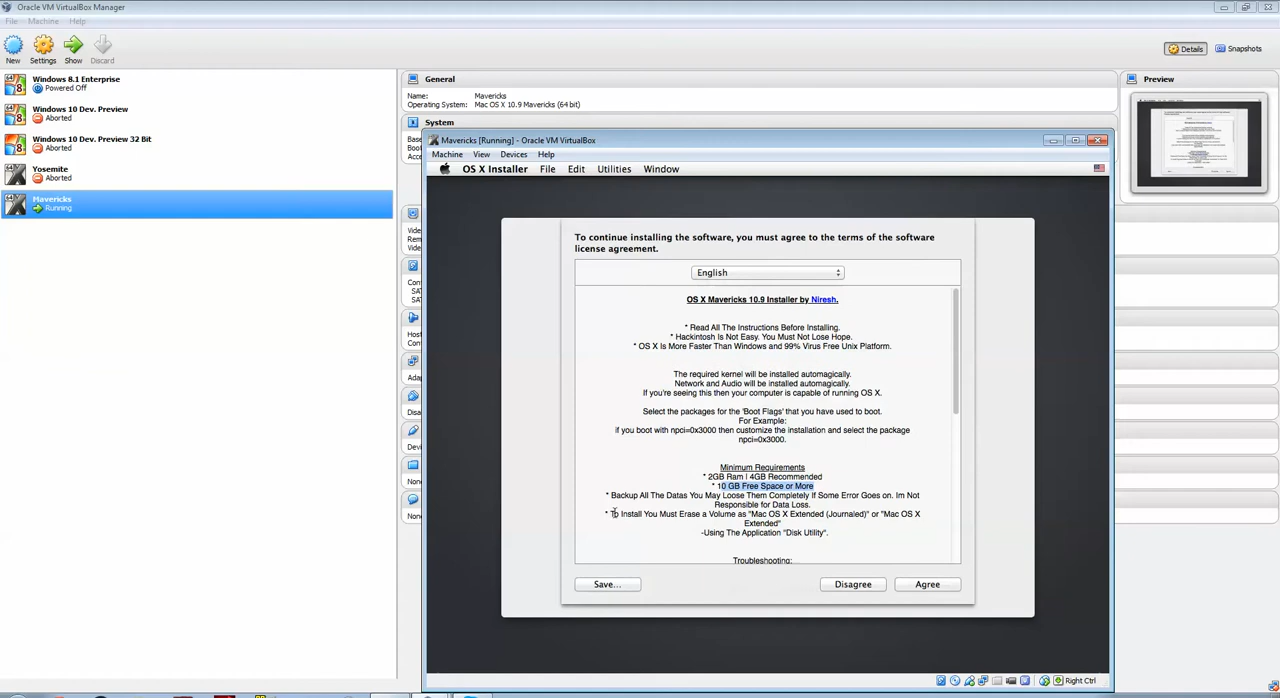 Oracle VM VirtualBox Manager
File Machine Help
New Settings Show Discard
Details Snapshots
Windows 8.1 Enterprise
Powered Off
Windows 10 Dev. Preview
Aborted
Windows 10 Dev. Preview 32 Bit
Aborted
Yosemite
Aborted
Mavericks
Running
General
Name: Mavericks
Operating System: Mac OS X 10.9 Mavericks (64 bit)
System
Preview
Mavericks [Running] - Oracle VM VirtualBox
Machine View Devices Help
OS X Installer File Edit Utilities Window
To continue installing the software, you must agree to the terms of the software
license agreement.
English
OS X Mavericks 10.9 Installer by Niresh.
* Read All The Instructions Before Installing.
* Hackintosh Is Not Easy. You Must Not Lose Hope.
* OS X Is More Faster Than Windows and 99% Virus Free Unix Platform.
The required kernel will be installed automagically.
Network and Audio will be installed automagically.
If you're seeing this then your computer is capable of running OS X.
Select the packages for the 'Boot Flags' that you have used to boot.
For Example:
if you boot with npci=0x3000 then customize the installation and select the package
npci=0x3000.
Minimum Requirements
* 2GB Ram | 4GB Recommended
* 10 GB Free Space or More
* Backup All The Datas You May Loose Them Completely If Some Error Goes on. Im Not
Responsible for Data Loss.
* To Install You Must Erase a Volume as "Mac OS X Extended (Journaled)" or "Mac OS X
Extended"
-Using The Application "Disk Utility".
Troubleshooting:
Save... Disagree Agree
Right Ctrl